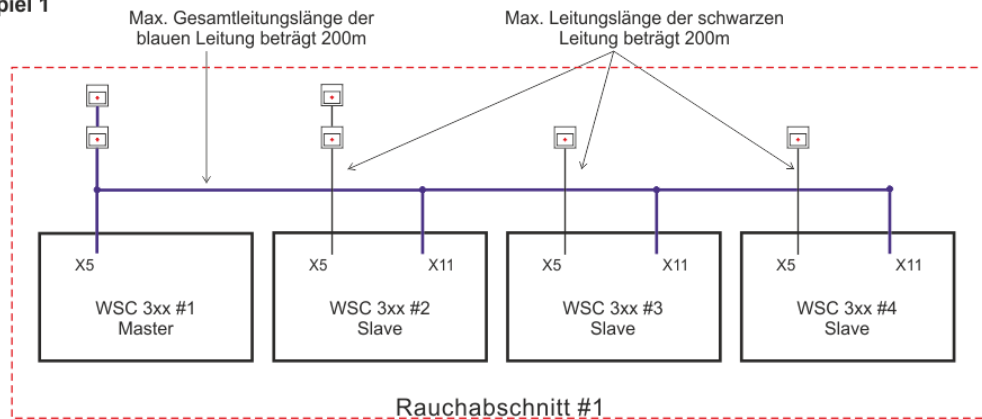 piel 1
Max. Gesamtleitungslänge der
blauen Leitung beträgt 200m
Max. Leitungslänge der schwarzen
Leitung beträgt 200m
X5
X5
X11
X5
X11
X5
X11
WSC 3xx #1
Master
WSC 3xx #2
Slave
WSC 3xx #3
Slave
WSC 3xx #4
Slave
Rauchabschnitt #1